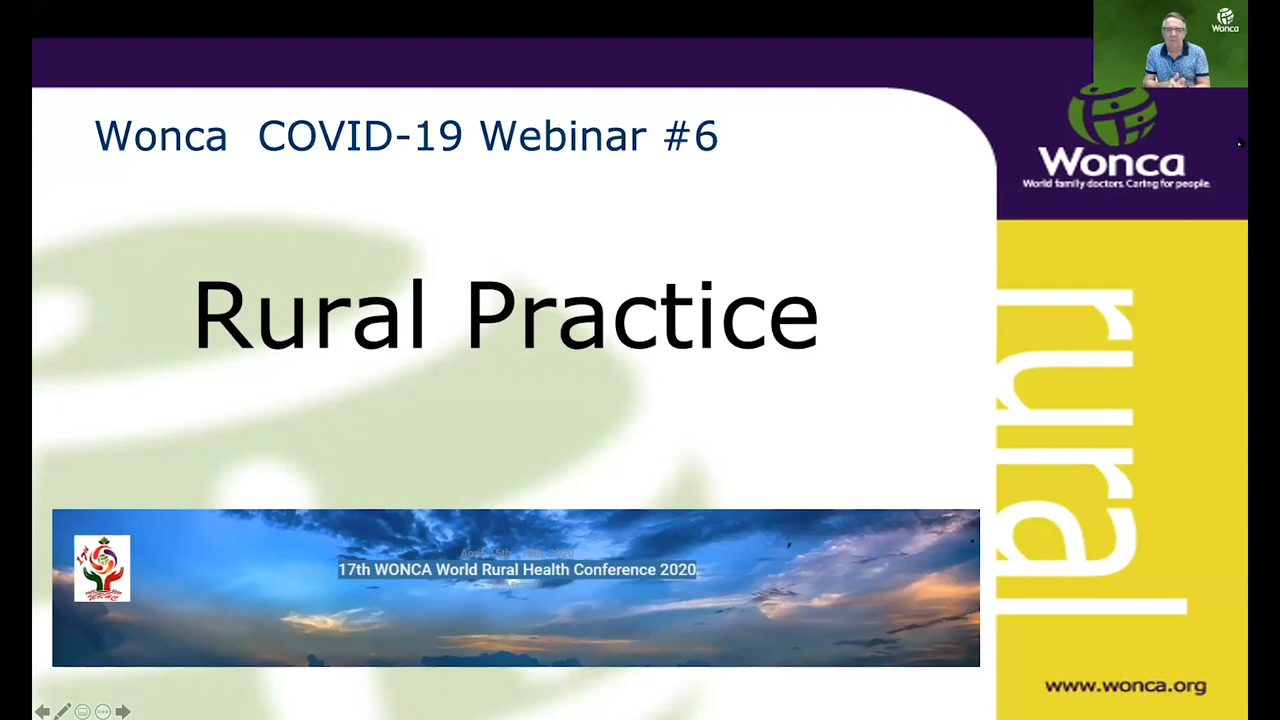 Wonca
Wonca COVID-19 Webinar #6
Wonca
World family doctors. Caring for people.
Rural Practice
rural
17th WONCA World Rural Health Conference 2020
www.wonca.org